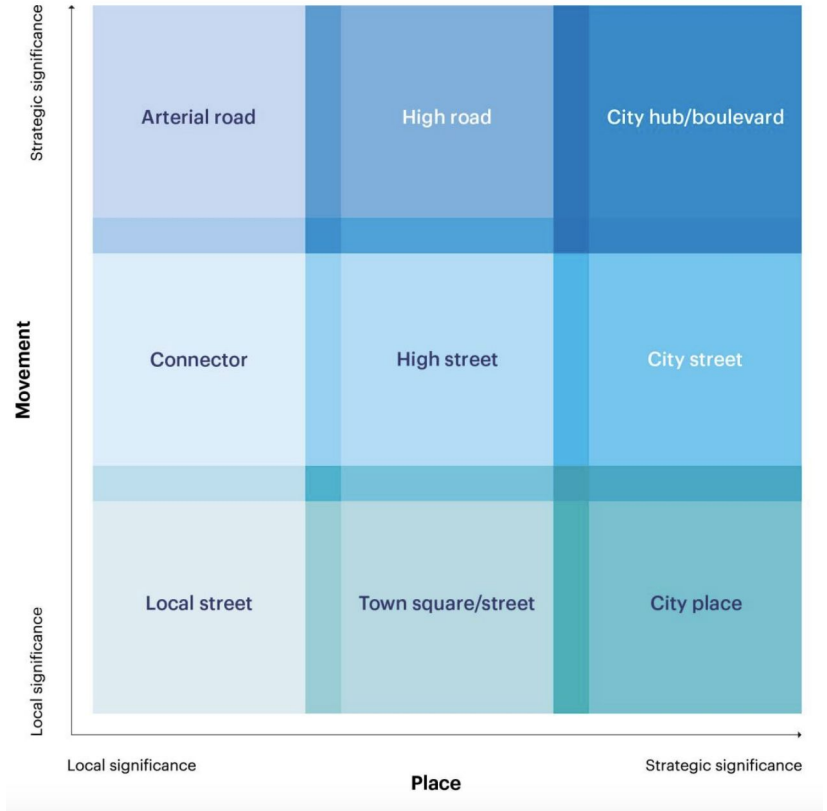 Strategic significance
Arterial road
High road
City hub/boulevard
Movement
Connector
High street
City street
Local significance
Local street
Town square/street
City place
Local significance
Strategic significance
Place